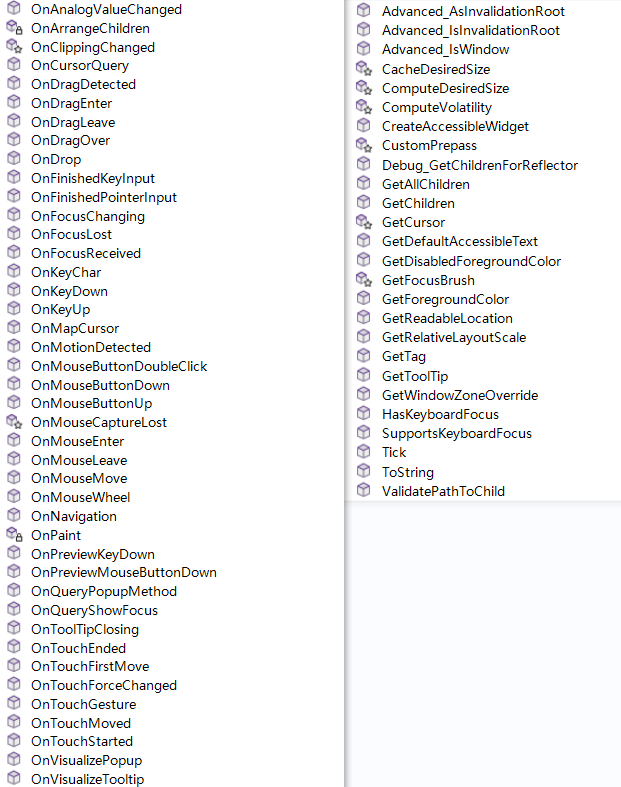 OnAnalogValueChanged
OnArrangeChildren
OnClippingChanged
OnCursorQuery
OnDragDetected
OnDragEnter
OnDragLeave
OnDragOver
OnDrop
OnFinishedKeyInput
OnFinishedPointerInput
OnFocusChanging
OnFocusLost
OnFocusReceived
OnKeyChar
OnKeyDown
OnKeyUp
OnMapCursor
OnMotionDetected
OnMouseButtonDoubleClick
OnMouseButtonDown
OnMouseButtonUp
OnMouseCaptureLost
OnMouseEnter
OnMouseLeave
OnMouseMove
OnMouseWheel
OnNavigation
OnPaint
OnPreviewKeyDown
OnPreviewMouseButtonDown
OnQueryPopupMethod
OnQueryShowFocus
OnToolTipClosing
OnTouchEnded
OnTouchFirstMove
OnTouchForceChanged
OnTouchGesture
OnTouchMoved
OnTouchStarted
OnVisualizePopup
OnVisualizeTooltip
Advanced_AsInvalidationRoot
Advanced_IsInvalidationRoot
Advanced_IsWindow
CacheDesiredSize
ComputeDesiredSize
ComputeVolatility
CreateAccessibleWidget
CustomPrepass
Debug_GetChildrenForReflector
GetAllChildren
GetChildren
GetCursor
GetDefaultAccessibleText
GetDisabledForegroundColor
GetFocusBrush
GetForegroundColor
GetReadableLocation
GetRelativeLayoutScale
GetTag
GetToolTip
GetWindowZoneOverride
HasKeyboardFocus
SupportsKeyboardFocus
Tick
ToString
ValidatePathToChild